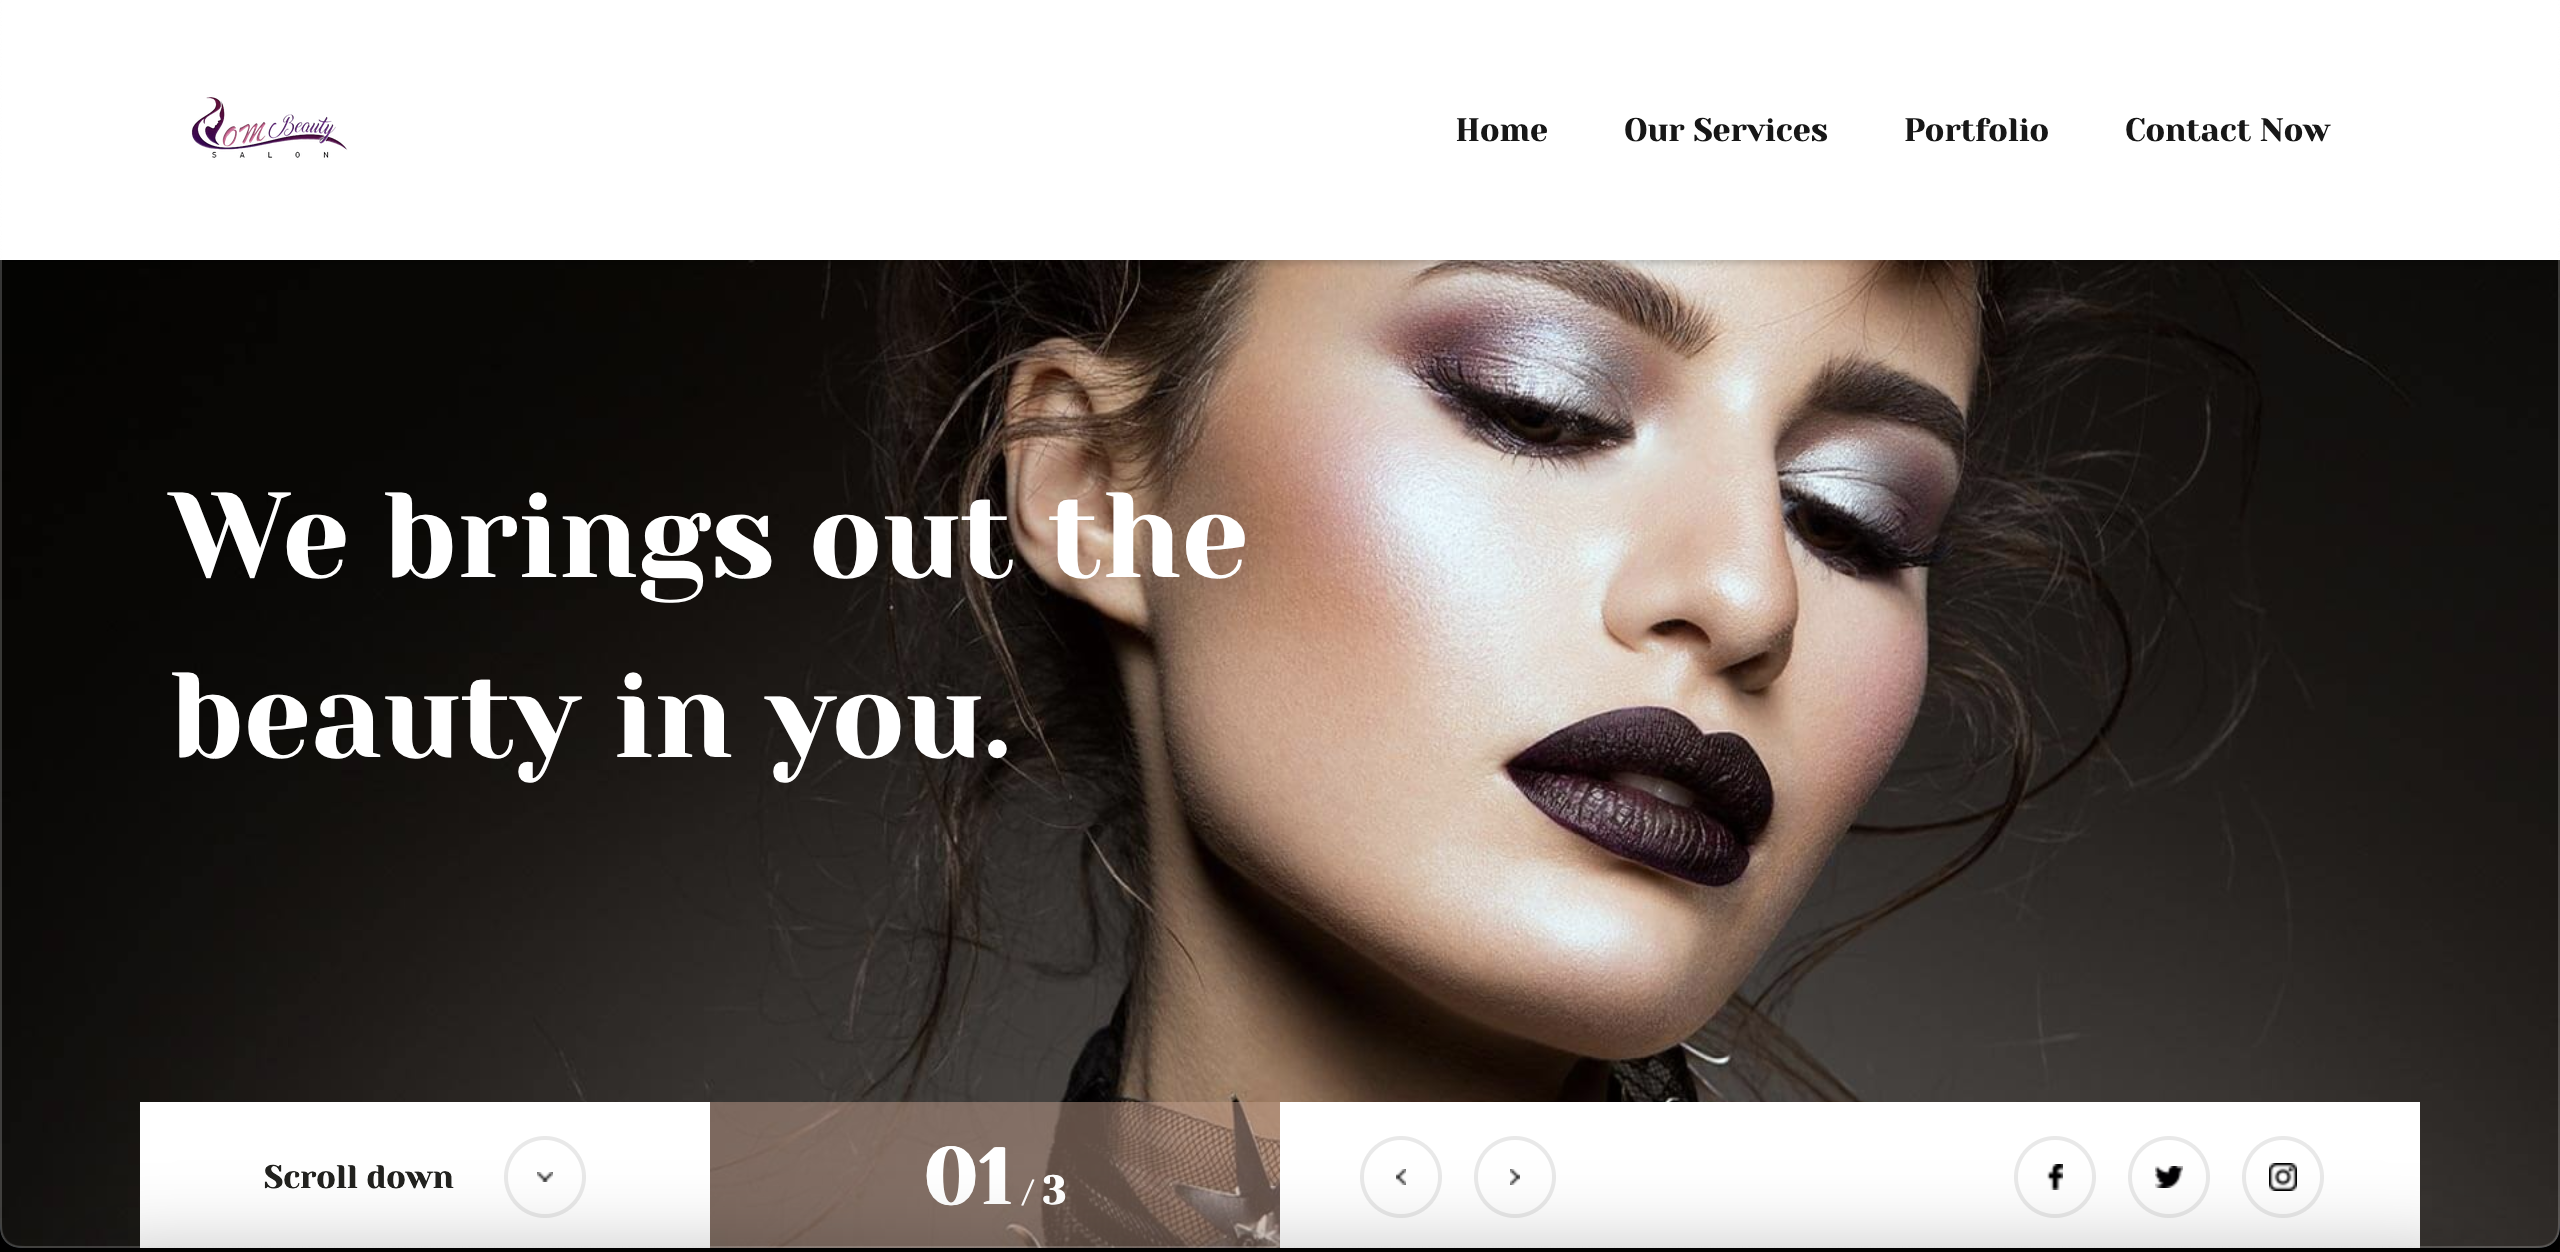 om Beauty
SALON
Home Our Services Portfolio Contact Now
We brings out the
beauty in you.
Scroll down
01 / 3